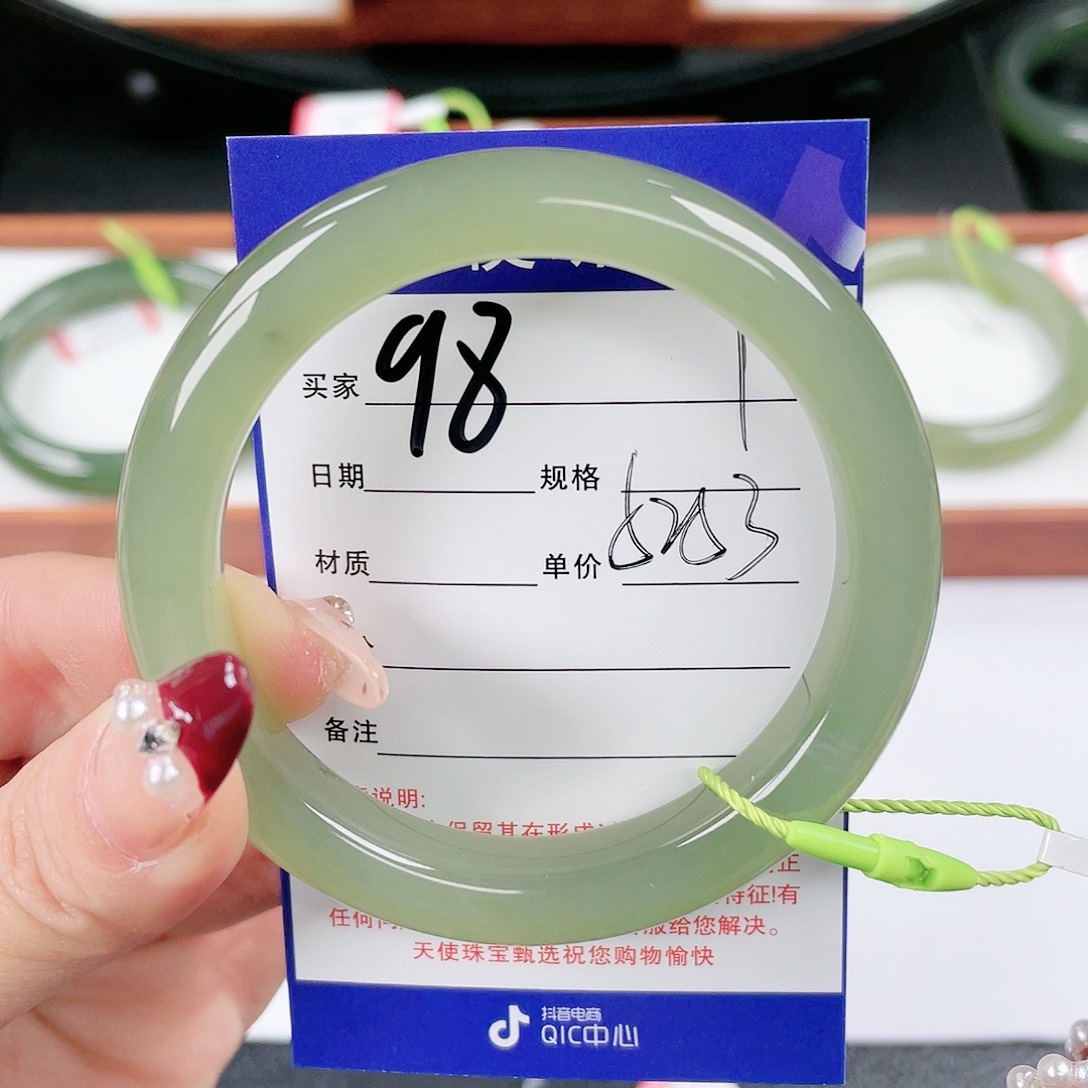 买家 98
日期 规格
材质 单价
备注
说明:
保留其在形成
正
特征!有
任何 服给您解决。
天使珠宝甄选祝您购物愉快
抖音电商
QIC中心